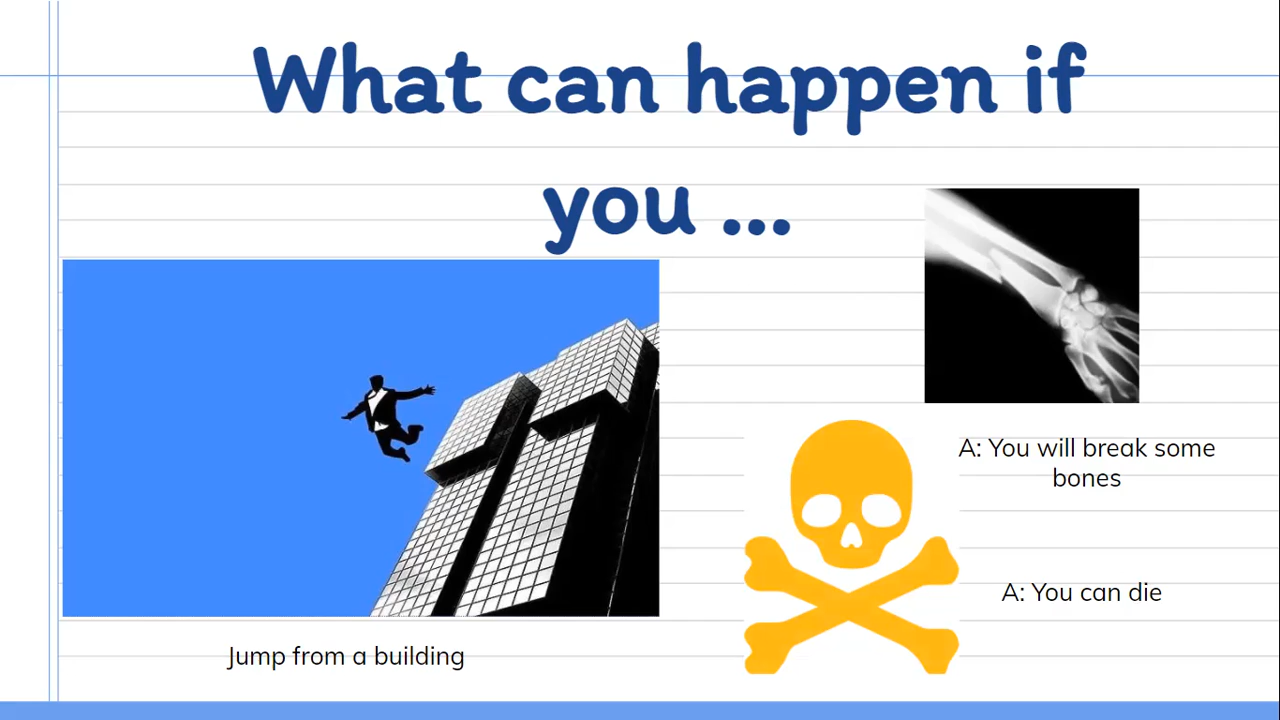 What can happen if
you ...
A: You will break some
bones
A: You can die
Jump from a building